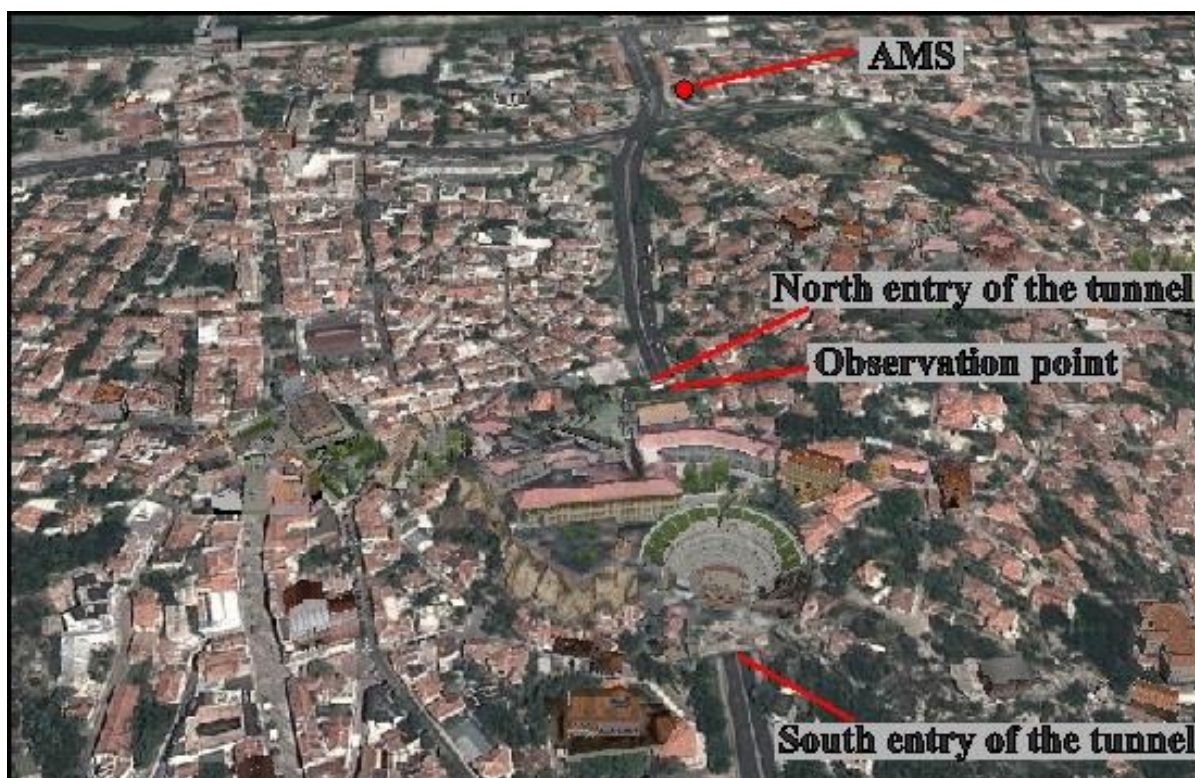 AMS
North entry of the tunnel
Observation point
South entry of the tunnel